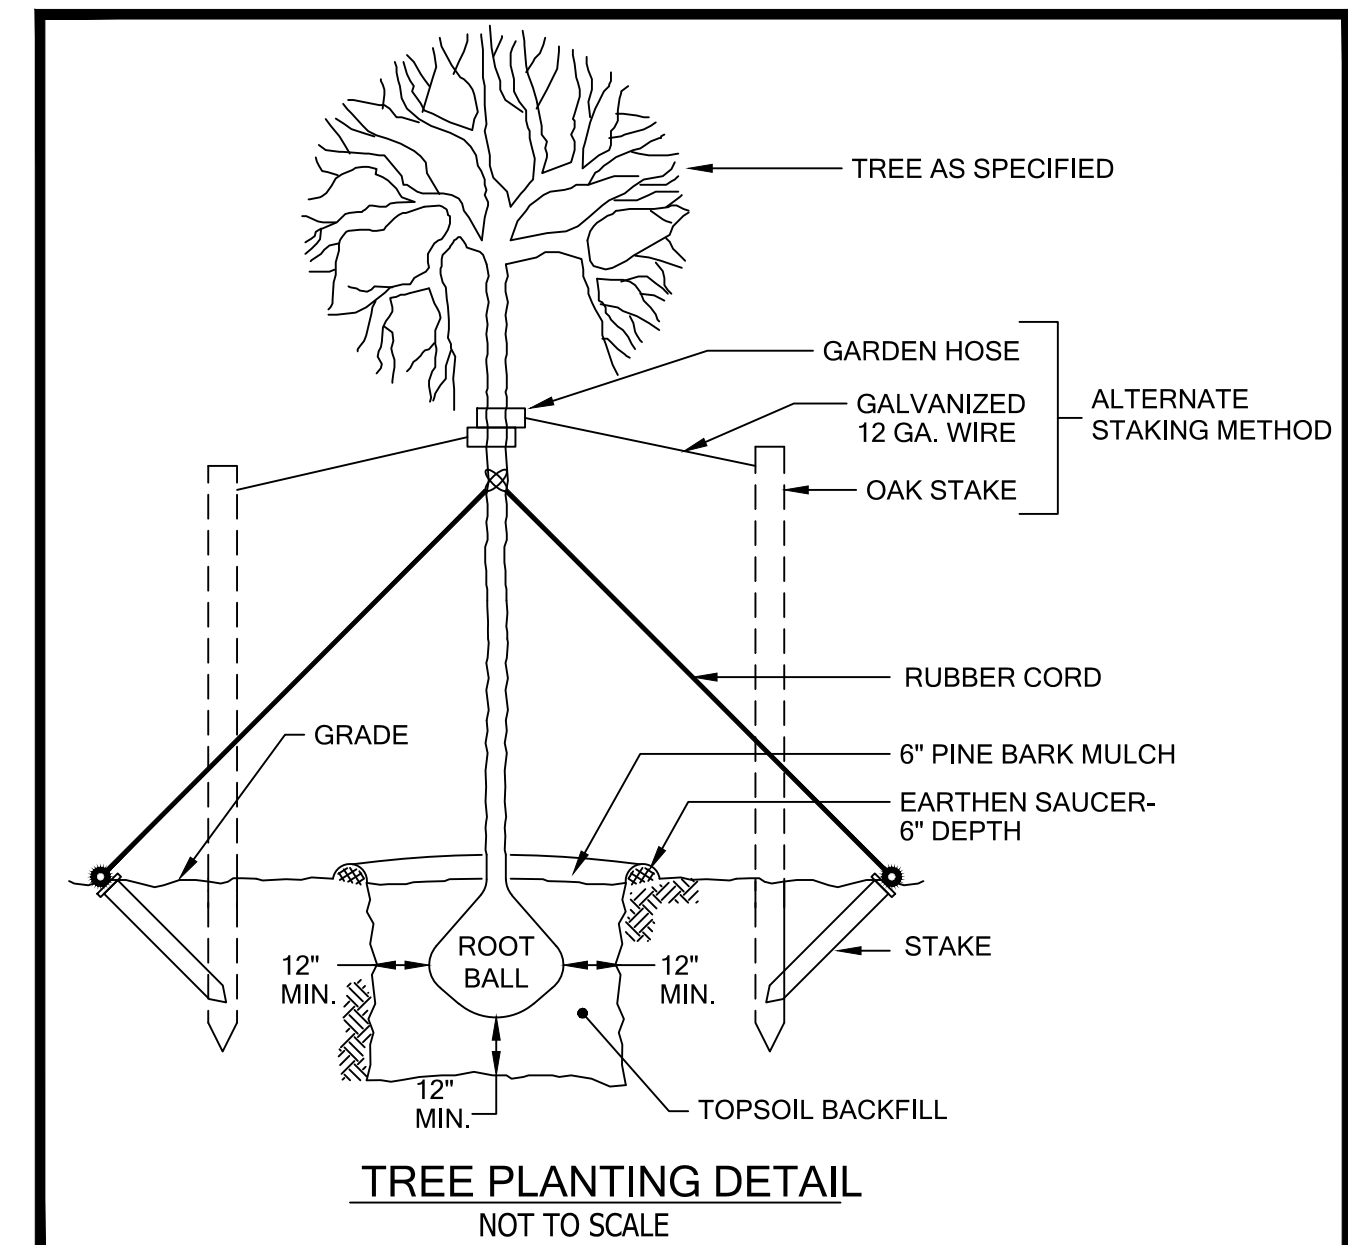 TREE AS SPECIFIED
GARDEN HOSE
GALVANIZED
12 GA. WIRE
ALTERNATE
STAKING METHOD
OAK STAKE
RUBBER CORD
GRADE
6" PINE BARK MULCH
EARTHEN SAUCER-
6" DEPTH
ROOT
BALL
12"
MIN.
12"
MIN.
STAKE
12"
MIN.
TOPSOIL BACKFILL
TREE PLANTING DETAIL
NOT TO SCALE